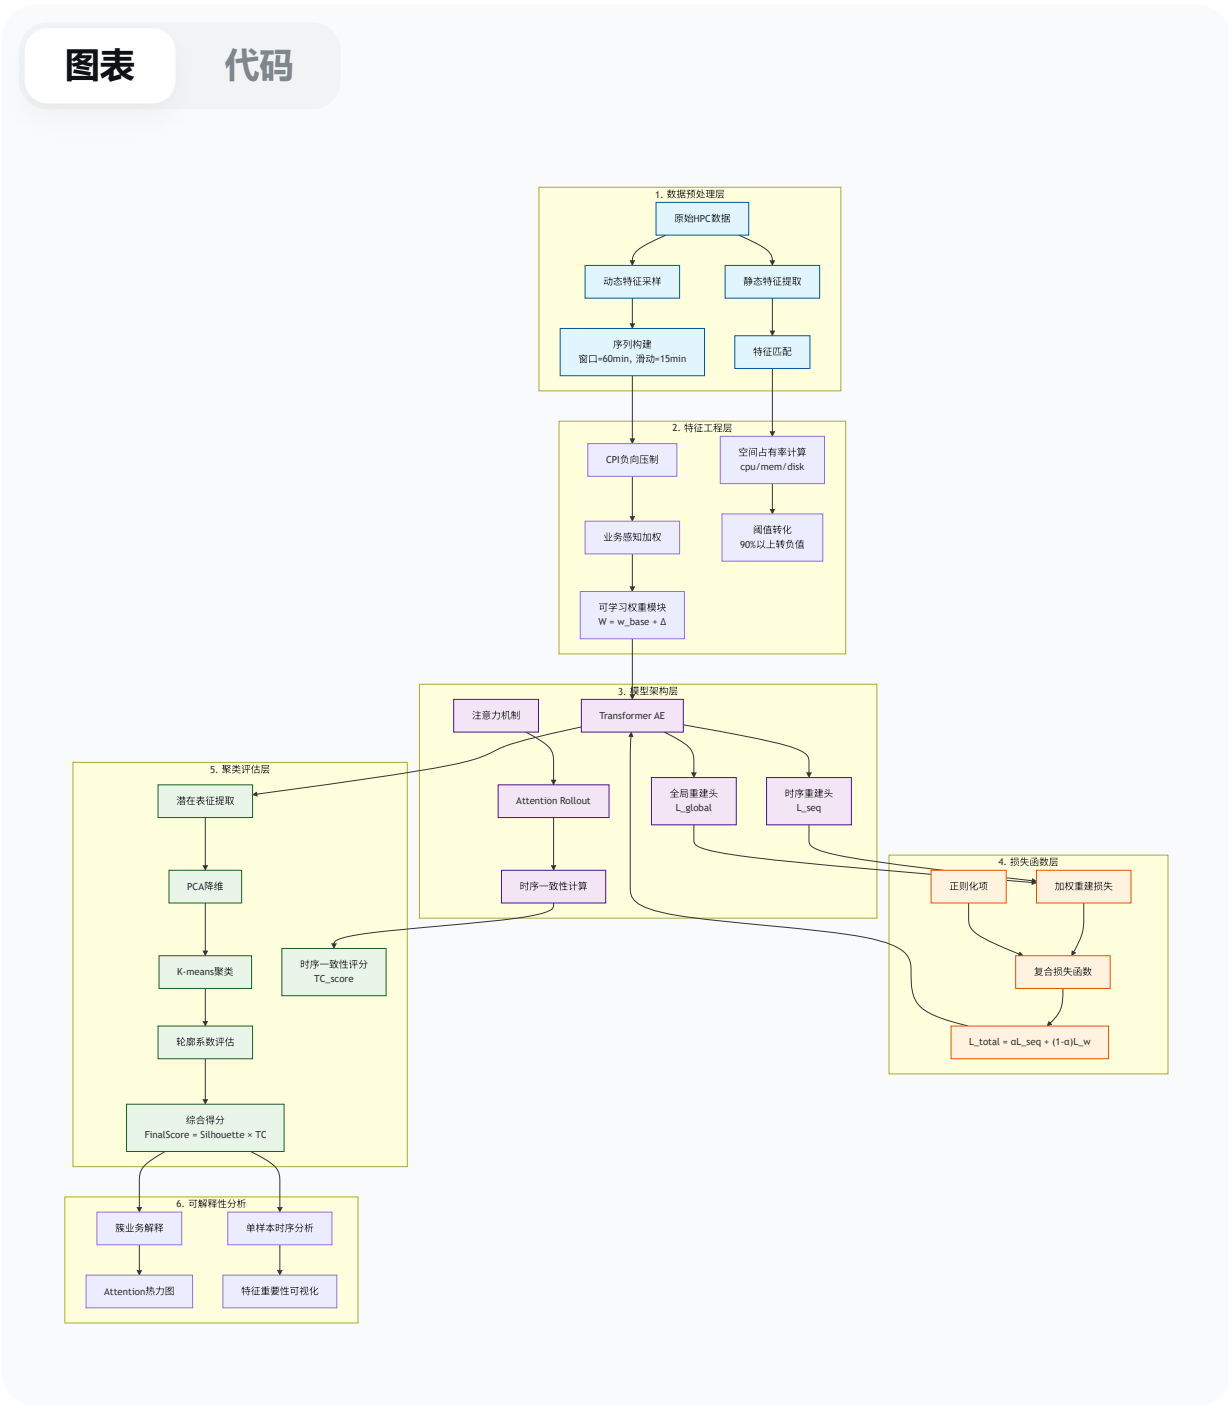 图表
代码
1. 数据预处理层
原始HPC数据
动态特征采样
静态特征提取
序列构建
窗口=60min, 滑动=15min
特征匹配
2. 特征工程层
CPI负向压制
空间占有率计算
cpu/mem/disk
业务感知加权
阈值转化
90%以上转负值
可学习权重模块
W = w_base + Δ
3. 模型架构层
注意力机制
Transformer AE
Attention Rollout
全局重建头
L_global
时序重建头
L_seq
时序一致性计算
4. 损失函数层
正则化项
加权重建损失
复合损失函数
L_total = αL_seq + (1-α)L_w
5. 聚类评估层
潜在表征提取
PCA降维
K-means聚类
时序一致性评分
TC_score
轮廓系数评估
综合得分
FinalScore = Silhouette × TC
6. 可解释性分析
簇业务解释
单样本时序分析
Attention热力图
特征重要性可视化